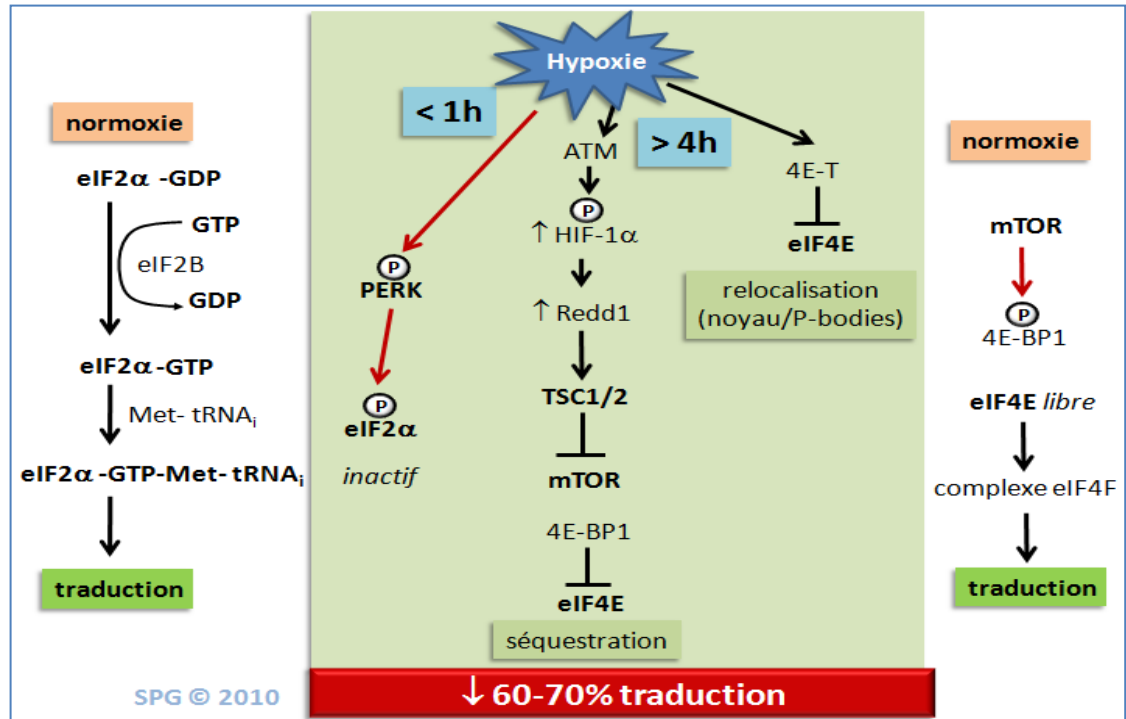 normoxie
eIF2α -GDP
GTP
eIF2B
GDP
eIF2α-GTP
Met- tRNAi
eIF2α -GTP-Met- tRNAi
traduction
SPG © 2010
Hypoxie
< 1h
> 4h
P
PERK
P
eIF2α
inactif
ATM
P
↑ HIF-1α
↑ Redd1
TSC1/2
mTOR
4E-BP1
eIF4E
séquestration
4E-T
eIF4E
relocalisation
(noyau/P-bodies)
↓ 60-70% traduction
normoxie
mTOR
P
4E-BP1
eIF4E libre
complexe eIF4F
traduction